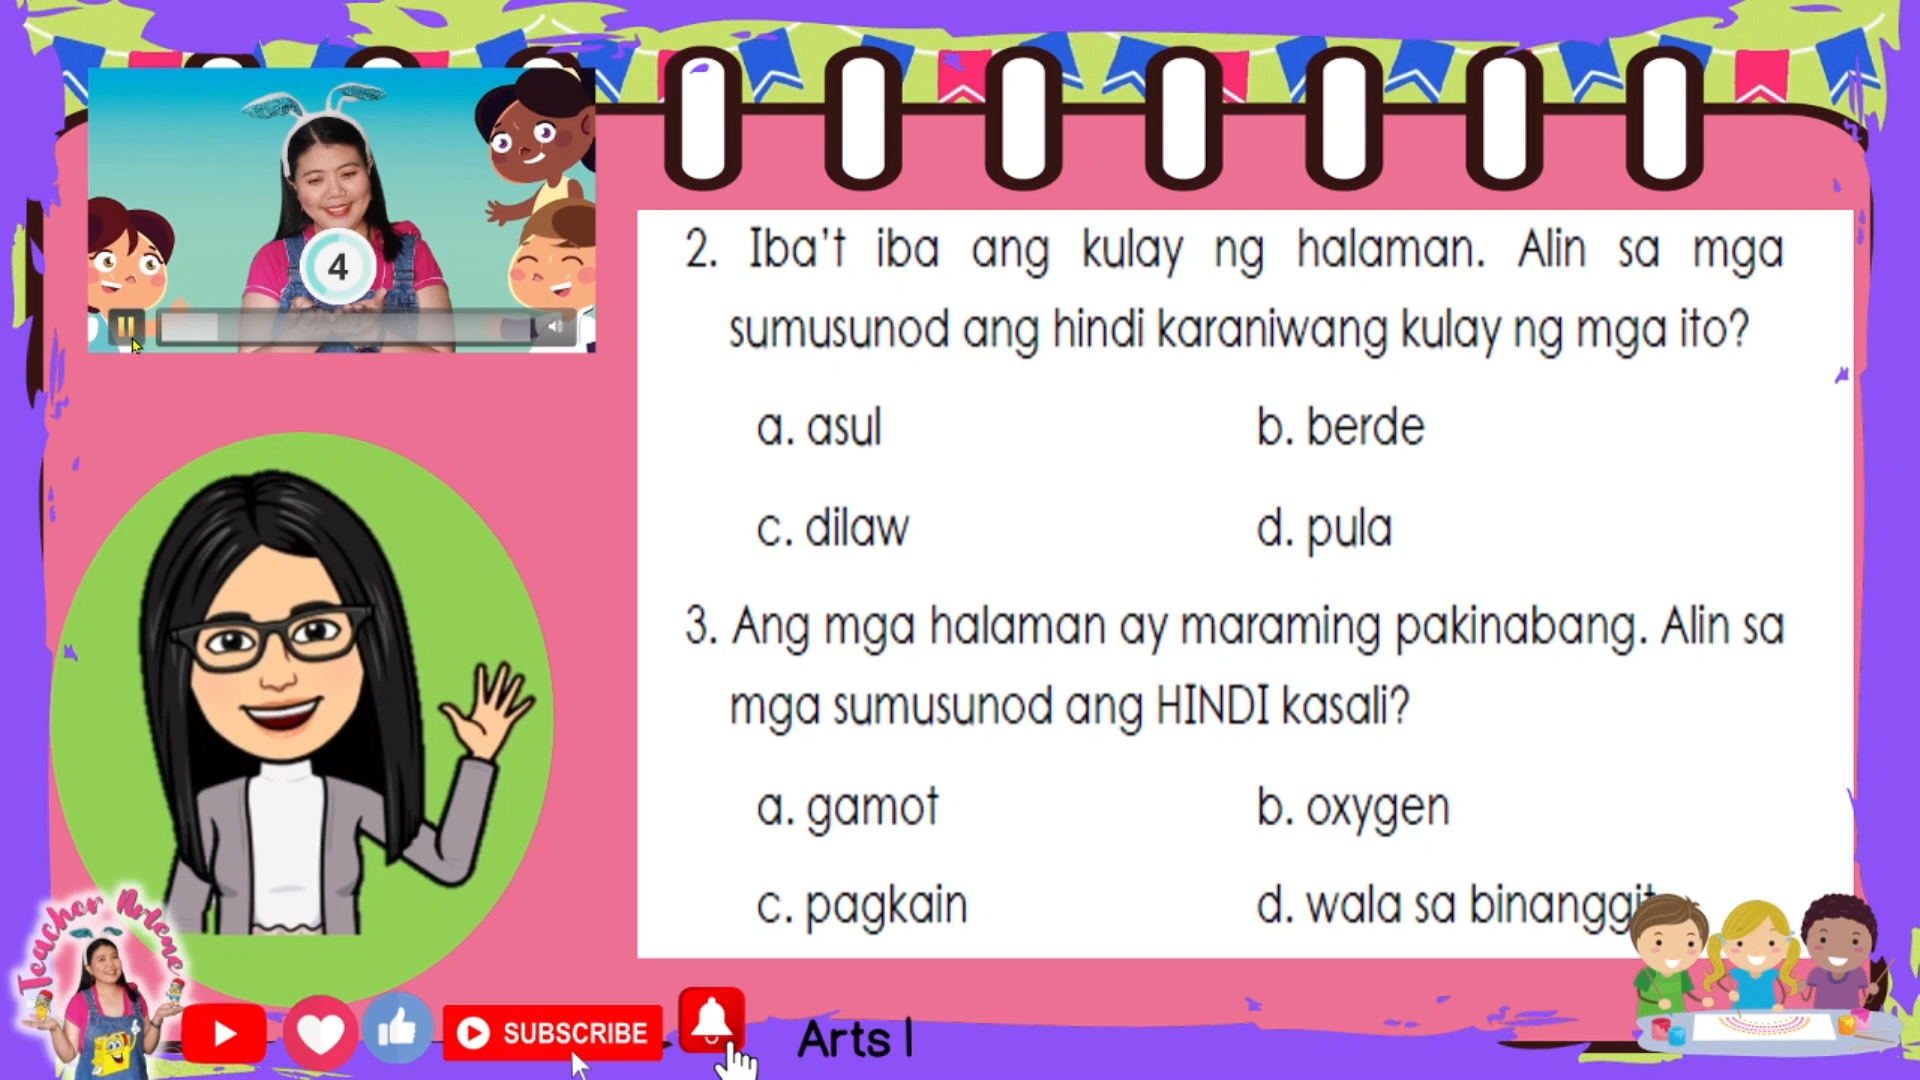 4
2. Iba't iba ang kulay ng halaman. Alin sa mga
sumusunod ang hindi karaniwang kulay ng mga ito?
a. asul
b. berde
c. dilaw
d. pula
3. Ang mga halaman ay maraming pakinabang. Alin sa
mga sumusunod ang HINDI kasali?
a. gamot
b. oxygen
c. pagkain
d. wala sa binanggit
Teacher Arlene
SUBSCRIBE
Arts I